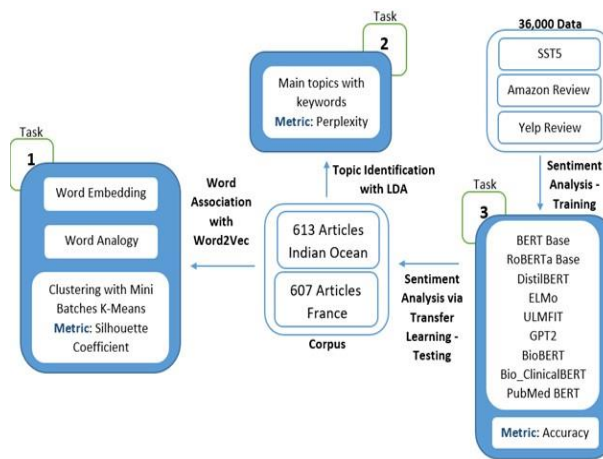 Task
1
Word Embedding
Word Analogy
Clustering with Mini
Batches K-Means
Metric: Silhouette
Coefficient
Word
Association
with
Word2Vec
Task
2
Main topics with
keywords
Metric: Perplexity
Topic Identification
with LDA
613 Articles
Indian Ocean
607 Articles
France
Corpus
36,000 Data
SST5
Amazon Review
Yelp Review
Sentiment
Analysis -
Training
Sentiment
Analysis via
Transfer
Learning -
Testing
Task
3
BERT Base
RoBERTa Base
DistilBERT
ELMo
ULMFIT
GPT2
BioBERT
Bio_ClinicalBERT
PubMed BERT
Metric: Accuracy